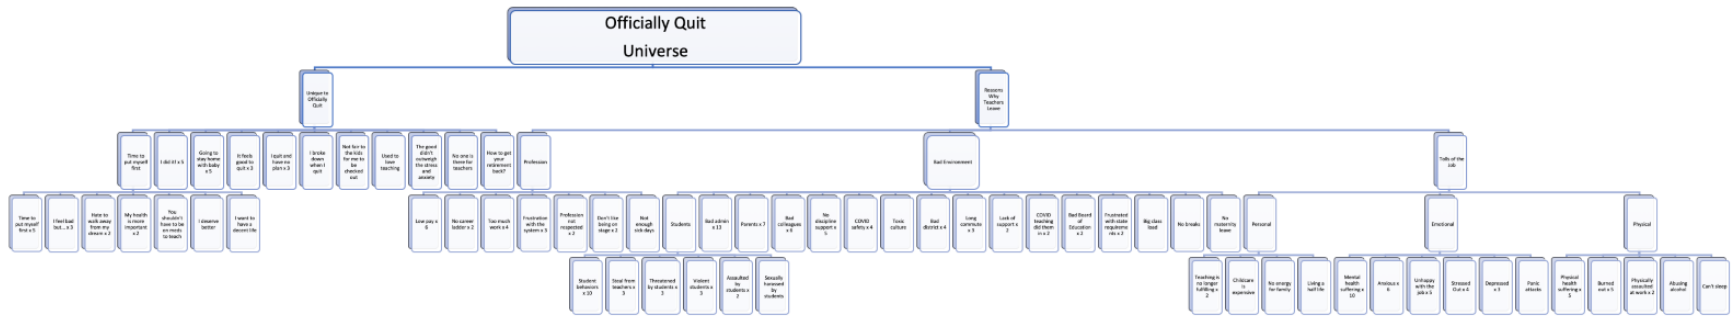 Officially Quit
Universe
Unique to
Officially
Quit
Reasons
Why
Teachers
Leave
Time to
put myself
first
I did it! x 5
Going to
stay home
with baby
x 5
It feels
good to
quit x 3
I quit and
have no
plan x 3
I broke
down
when I
quit
Not fair to
the kids
for me to
be
checked
out
Used to
love
teaching
The good
didn't
outweigh
the stress
and
anxiety
No one is
there for
teachers
How to get
your
retirement
back?
Profession
Bad Environment
Tolls of the
Job
Time to
put myself
first x 5
I feel bad
but... x 3
Hate to
walk away
from my
dream x 2
My health
is more
important
x 2
You
shouldn't
have to be
on meds
to teach
I deserve
better
I want to
have a
decent life
Low pay x
6
No career
ladder x 2
Too much
work x 4
Frustration
with the
system x 3
Profession
not
respected
x 2
Don't like
being on
stage x 2
Not
enough
sick days
Students
Bad admin
x 13
Parents x 7
Bad
colleagues
x 6
No
discipline
support x
5
COVID
safety x 4
Toxic
culture
Bad
district x 4
Long
commute
x 3
Lack of
support x
2
COVID
teaching
did them
in x 2
Bad Board
of
Education
x 2
Frustrated
with state
requireme
nts x 2
Big class
load
No breaks
No
maternity
leave
Personal
Emotional
Physical
Student
behaviors
x 10
Steal from
teachers x
3
Threatened
by students x
3
Violent
students x
3
Assaulted
by
students x
2
Sexually
harassed
by
students
Teaching is
no longer
fulfilling x
2
Childcare
is
expensive
No energy
for family
Living a
half life
Mental
health
suffering x
10
Anxious x
6
Unhappy
with the
job x 5
Stressed
Out x 4
Depressed
x 3
Panic
attacks
Physical
health
suffering x
5
Burned
out x 5
Physically
assaulted
at work x 2
Abusing
alcohol
Can't sleep